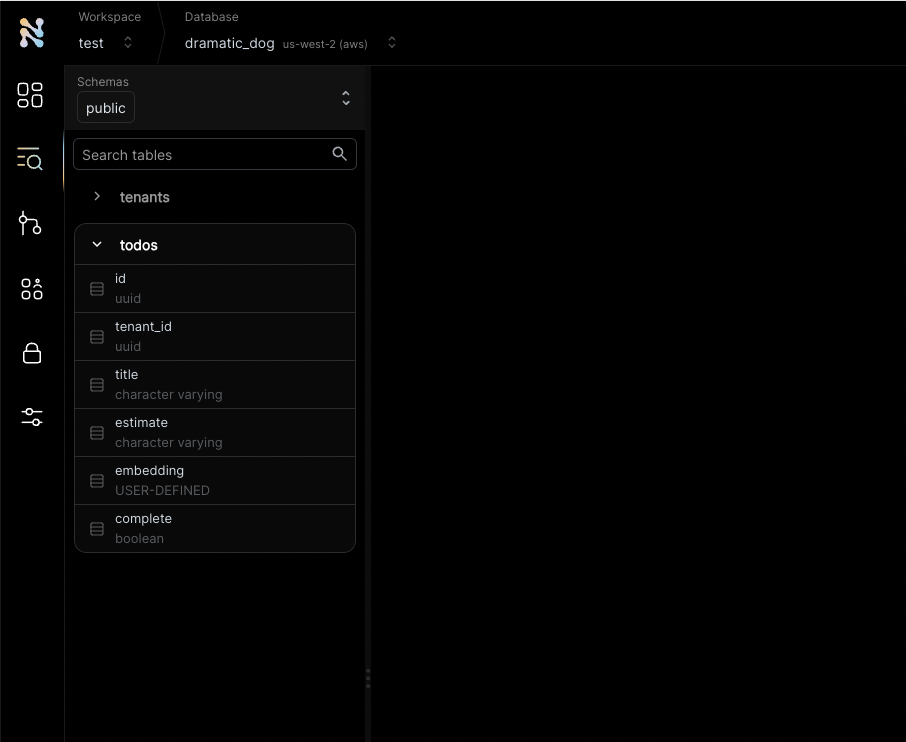 Workspace
test
Database
dramatic_dog us-west-2 (aws)
Schemas
public
Search tables
tenants
todos
id
uuid
tenant_id
uuid
title
character varying
estimate
character varying
embedding
USER-DEFINED
complete
boolean